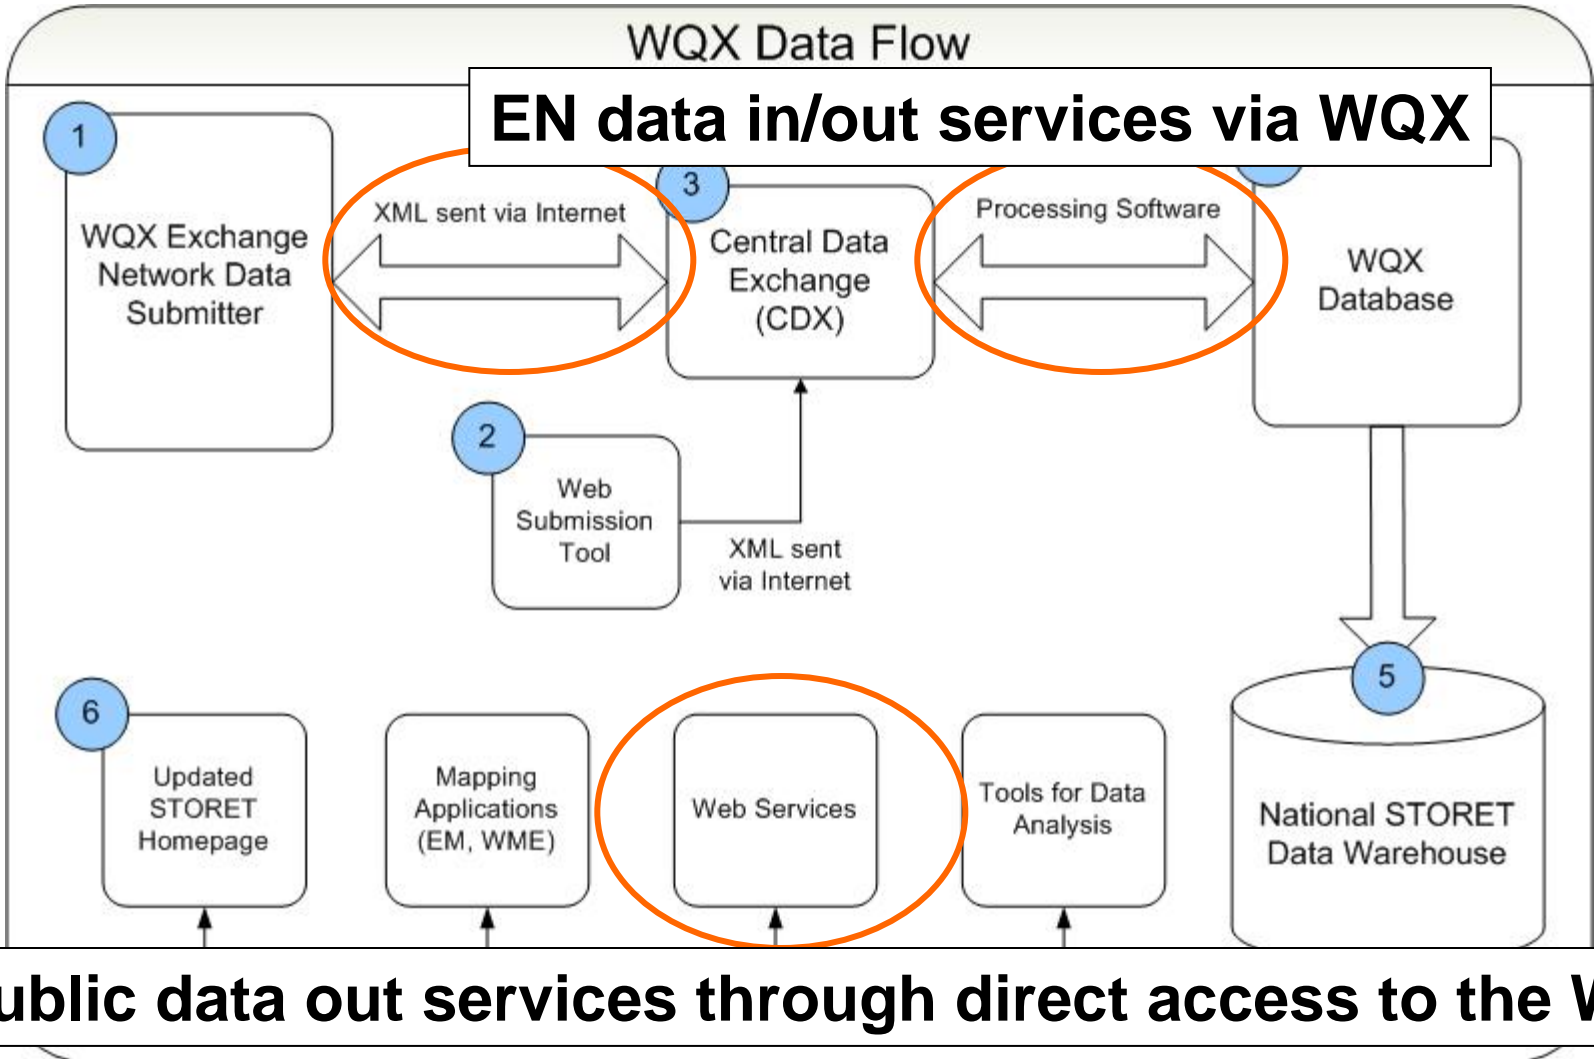 WQX Data Flow
EN data in/out services via WQX
1
WQX Exchange
Network Data
Submitter
XML sent via Internet
3
Central Data
Exchange
(CDX)
Processing Software
WQX
Database
2
Web
Submission
Tool
XML sent
via Internet
5
National STORET
Data Warehouse
6
Updated
STORET
Homepage
Mapping
Applications
(EM, WME)
Web Services
Tools for Data
Analysis
ublic data out services through direct access to the